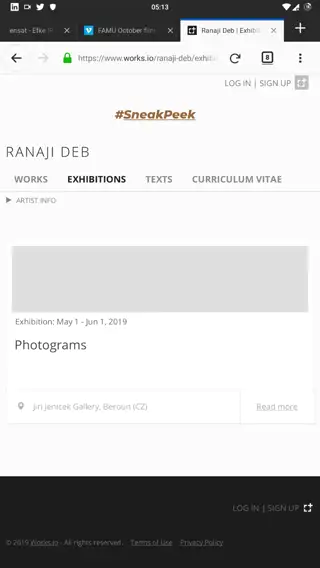 05:13
ensat - Elke
FAMU October film
Ranaji Deb | Exhibit
https://www.works.io/ranaji-deb/exhibi
8
LOG IN | SIGN UP
#SneakPeek
RANAJI DEB
WORKS EXHIBITIONS TEXTS CURRICULUM VITAE
ARTIST INFO
Exhibition: May 1 - Jun 1, 2019
Photograms
Jiri Jenicek Gallery, Beroun (CZ)
Read more
LOG IN | SIGN UP
© 2019 Works.io - All rights reserved. Terms of Use Privacy Policy